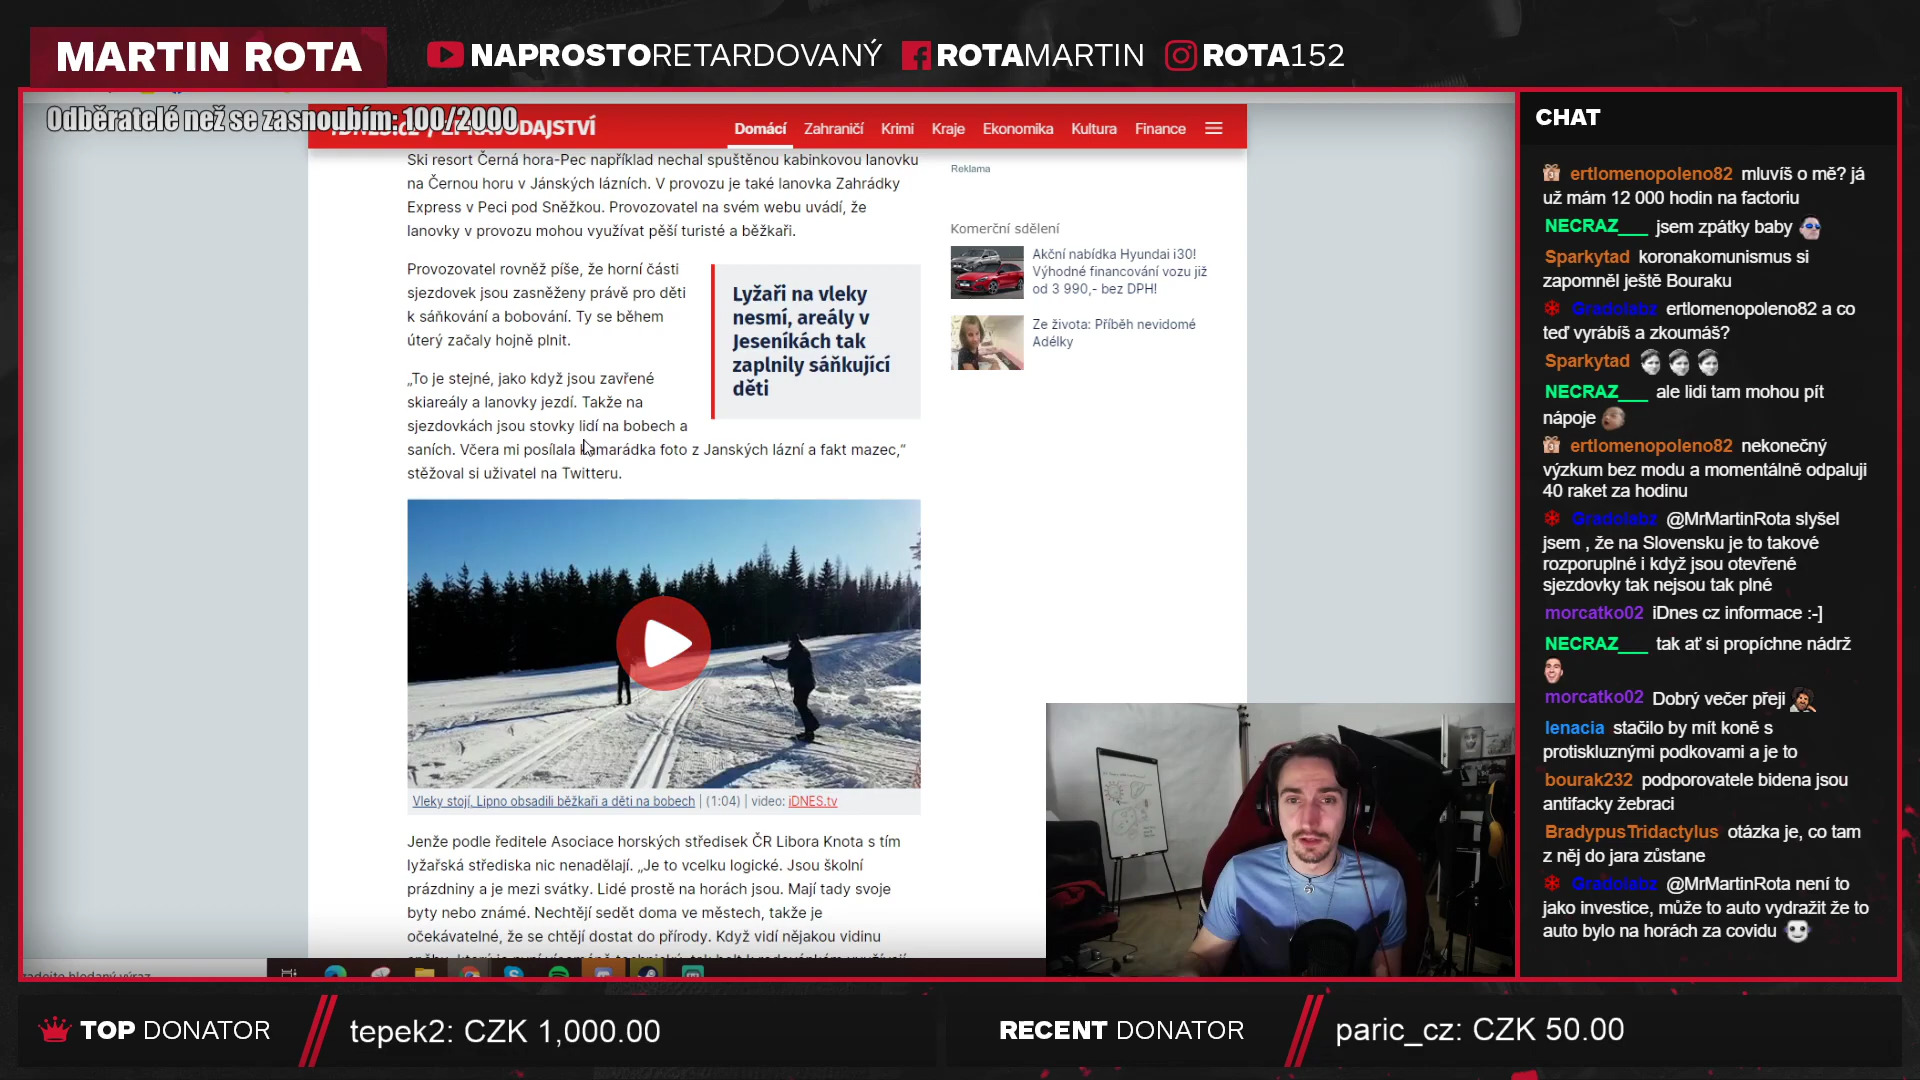 MARTIN ROTA
NAPROSTORETARDOVANÝ
ROTAMARTIN
ROTA152
Odběratelé než se zasnoubím: 100/2000
Domácí Zahraničí Krimi Kraje Ekonomika Kultura Finance
Ski resort Černá hora-Pec například nechal spuštěnou kabinkovou lanovku
na Černou horu v Jánských lázních. V provozu je také lanovka Zahrádky
Express v Peci pod Sněžkou. Provozovatel na svém webu uvádí, že
lanovky v provozu mohou využívat pěší turisté a běžkaři.
Provozovatel rovněž píše, že horní části
sjezdovek jsou zasněženy právě pro děti
k sáňkování a bobování. Ty se během
úterý začaly hojně plnit.
Lyžaři na vleky
nesmí, areály v
Jeseníkách tak
zaplnily sáňkující
děti
„To je stejné, jako když jsou zavřené
skiareály a lanovky jezdí. Takže na
sjezdovkách jsou stovky lidí na bobech a
saních. Včera mi posílala kamarádka foto z Janských lázní a fakt mazec,“
stěžoval si uživatel na Twitteru.
Vleky stojí, Lipno obsadili běžkaři a děti na bobech | (1:04) | video: iDNES.tv
Jenže podle ředitele Asociace horských středisek ČR Libora Knota s tím
lyžařská střediska nic nenadělají. „Je to vcelku logické. Jsou školní
prázdniny a je mezi svátky. Lidé prostě na horách jsou. Mají tady svoje
byty nebo známé. Nechtějí sedět doma ve městech, takže je
očekávatelné, že se chtějí dostat do přírody. Když vidí nějakou vidinu
Reklama
Komerční sdělení
Akční nabídka Hyundai i30!
Výhodné financování vozu již
od 3 990,- bez DPH!
Ze života: Příběh nevidomé
Adélky
CHAT
ertlomenopoleno82 mluvíš o mě? já
už mám 12 000 hodin na factoriu
NECRAZ___ jsem zpátky baby
Sparkytad koronakomunismus si
zapomněl ještě Bouraku
Gradolabz ertlomenopoleno82 a co
teď vyrábíš a zkoumáš?
Sparkytad
NECRAZ___ ale lidi tam mohou pít
nápoje
ertlomenopoleno82 nekonečný
výzkum bez modu a momentálně odpaluji
40 raket za hodinu
Gradolabz @MrMartinRota slyšel
jsem , že na Slovensku je to takové
rozporuplné i když jsou otevřené
sjezdovky tak nejsou tak plné
morcatko02 iDnes cz informace :-]
NECRAZ___ tak ať si propíchne nádrž
morcatko02 Dobrý večer přeji
lenacia stačilo by mít koně s
protiskluznými podkovami a je to
bourak232 podporovatele bidena jsou
antifacky žebraci
BradypusTridactylus otázka je, co tam
z něj do jara zůstane
Gradolabz @MrMartinRota není to
jako investice, může to auto vydražit že to
auto bylo na horách za covidu
TOP DONATOR
tepek2: CZK 1,000.00
RECENT DONATOR
paric_cz: CZK 50.00